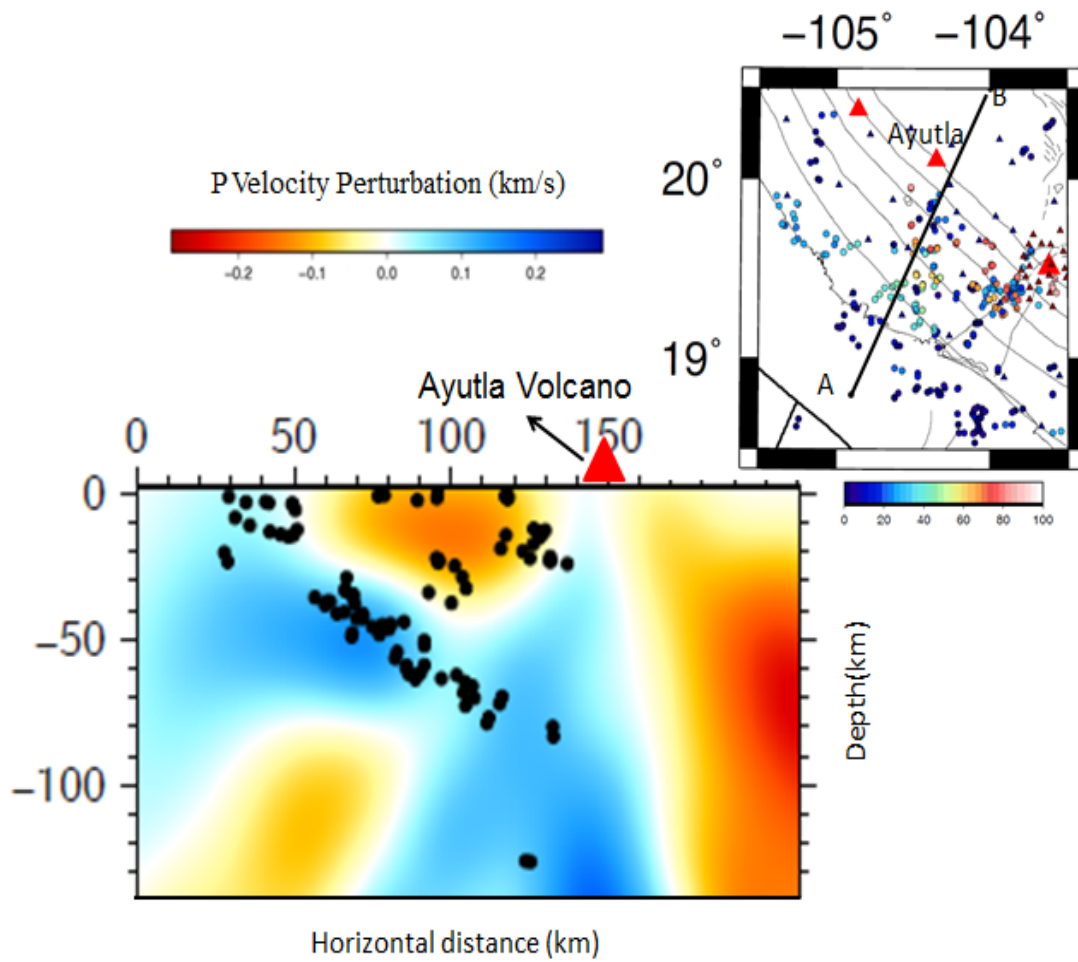 −105° −104°
B
Ayutla
20°
P Velocity Perturbation (km/s)
−0.2 −0.1 0.0 0.1 0.2
19°
A
Ayutla Volcano
0 50 100 150
0 20 40 60 80 100
0
−50
−100
Depth(km)
Horizontal distance (km)